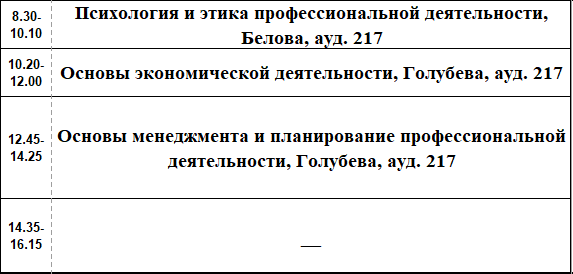 8.30-
10.10
Психология и этика профессиональной деятельности,
Белова, ауд. 217
10.20-
12.00
Основы экономической деятельности, Голубева, ауд. 217
12.45-
14.25
Основы менеджмента и планирование профессиональной
деятельности, Голубева, ауд. 217
14.35-
16.15
__